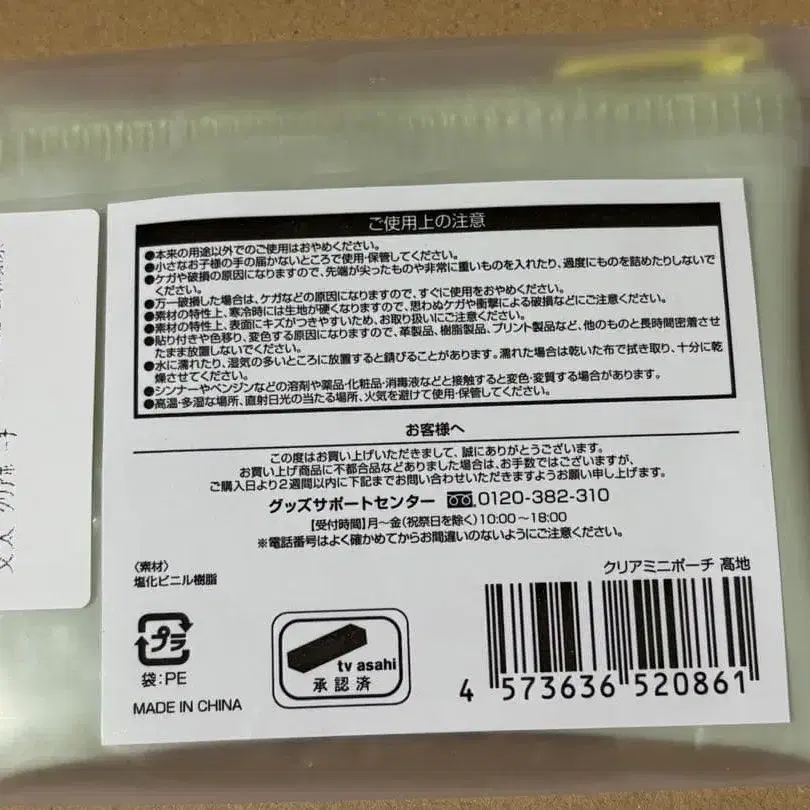 ご使用上の注意
●本来の用途以外でのご使用はおやめください。
●小さなお子様の手の届かないところで使用・保管してください。
●ケガや破損の原因になりますので、先端が尖ったものや非常に重いものを入れたり、過度にものを詰めたりしないで
ください。
●万一破損した場合は、ケガなどの原因になりますので、すぐに使用をおやめください。
●素材の特性上、寒冷時には生地が硬くなりますので、思わぬケガや衝撃による破損などにご注意ください。
●素材の特性上、表面にキズがつきやすいため、お取り扱いにご注意ください。
●貼り付きや色移り、変色する原因になりますので、革製品、樹脂製品、プリント製品など、他のものと長時間密着させ
たまま放置しないでください。
●水に濡れたり、湿気の多いところに放置すると錆びることがあります。濡れた場合は乾いた布で拭き取り、十分に乾
燥させてください。
●シンナーやベンジンなどの溶剤や薬品・化粧品・消毒液などと接触すると変色・変質する場合があります。
●高温・多湿な場所、直射日光の当たる場所、火気を避けて使用・保管してください。
お客様へ
この度はお買い上げいただきまして、誠にありがとうございます。
お買い上げ商品に不都合品などありました場合は、お手数ではございますが、
ご購入日より2週間以内に下記までお問い合わせいただきますようお願い申し上げます。
グッズサポートセンター 0120-382-310
【受付時間】月〜金(祝祭日を除く)10:00〜18:00
※電話番号はよく確かめてからお間違いのないようにご注意ください。
〈素材〉
塩化ビニル樹脂
クリアミニポーチ 高地
プラ
袋:PE
MADE IN CHINA
tv asahi
承認済
4 573636 520861